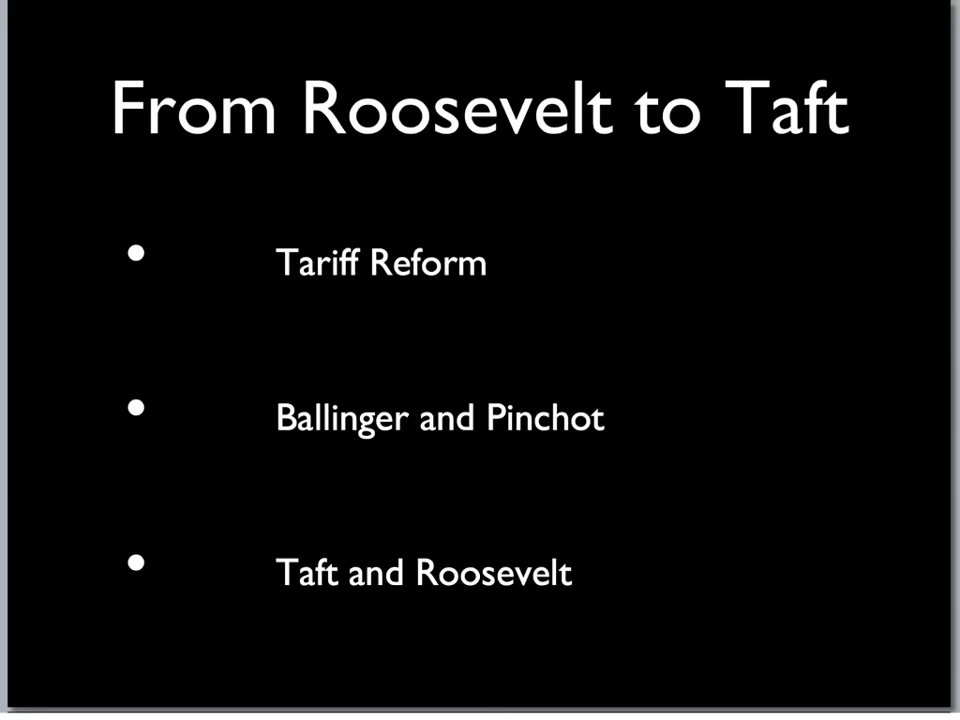 From Roosevelt to Taft
• Tariff Reform
• Ballinger and Pinchot
• Taft and Roosevelt